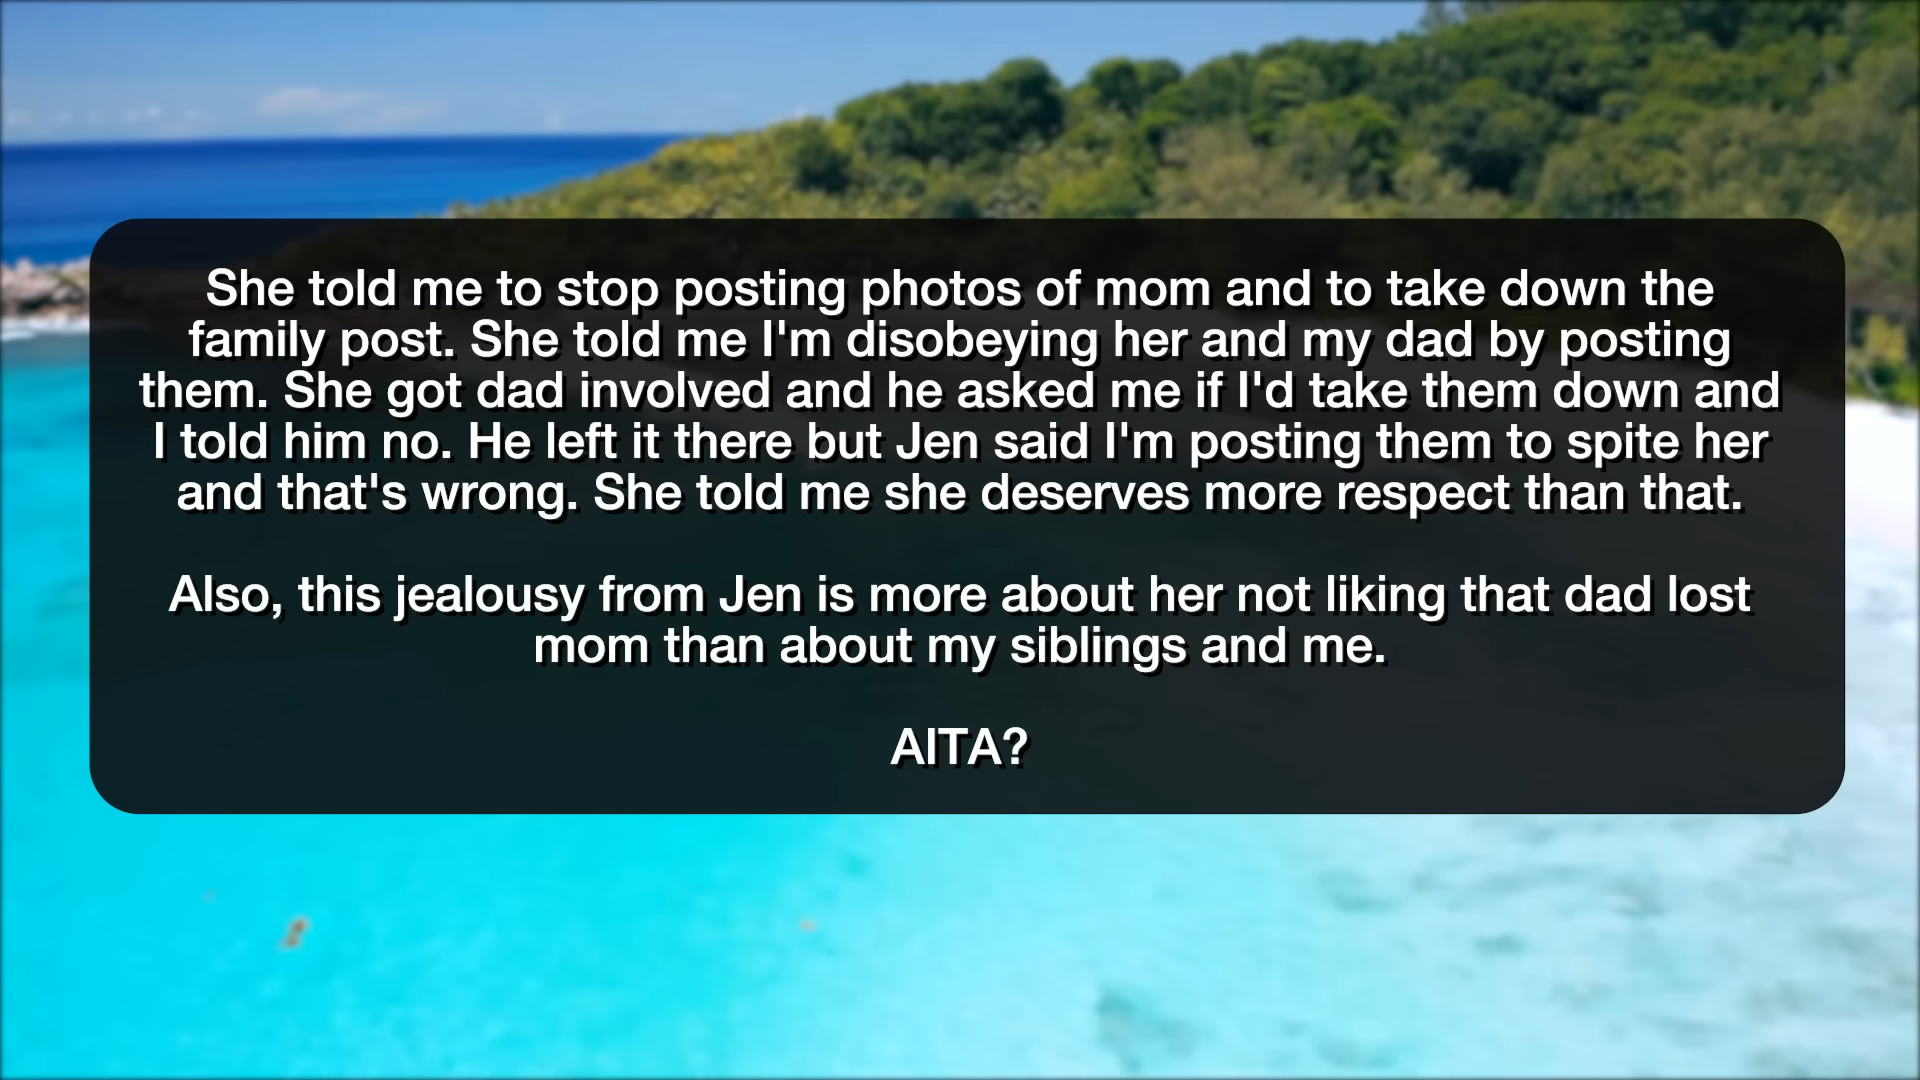 She told me to stop posting photos of mom and to take down the
family post. She told me I'm disobeying her and my dad by posting
them. She got dad involved and he asked me if I'd take them down and
I told him no. He left it there but Jen said I'm posting them to spite her
and that's wrong. She told me she deserves more respect than that.
Also, this jealousy from Jen is more about her not liking that dad lost
mom than about my siblings and me.
AITA?